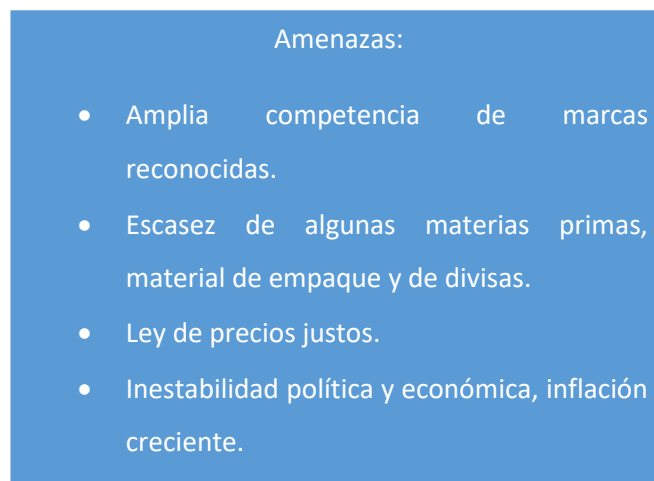 Amenazas:
• Amplia competencia de marcas
reconocidas.
• Escasez de algunas materias primas,
material de empaque y de divisas.
• Ley de precios justos.
• Inestabilidad política y económica, inflación
creciente.